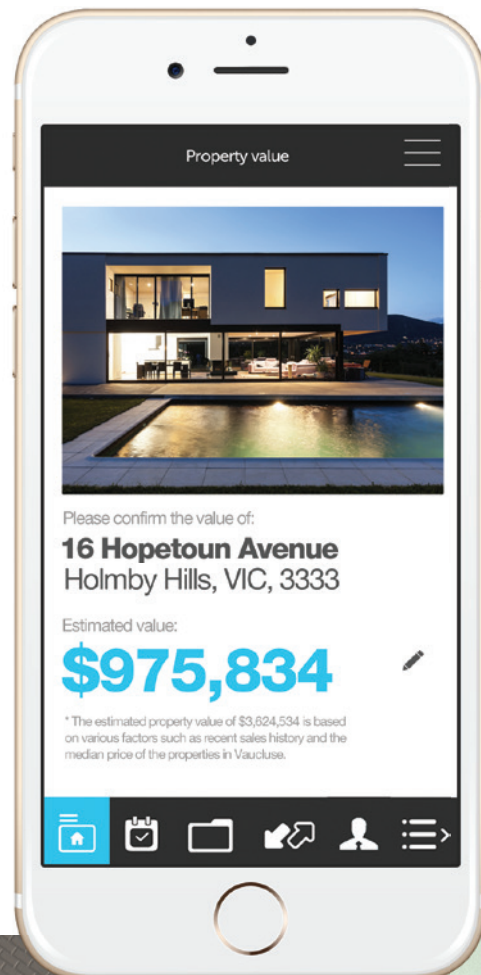 Property value
Please confirm the value of:
16 Hopetoun Avenue
Holmby Hills, VIC, 3333
Estimated value:
$975,834
* The estimated property value of $3,624,534 is based
on various factors such as recent sales history and the
median price of the properties in Vaucluse.